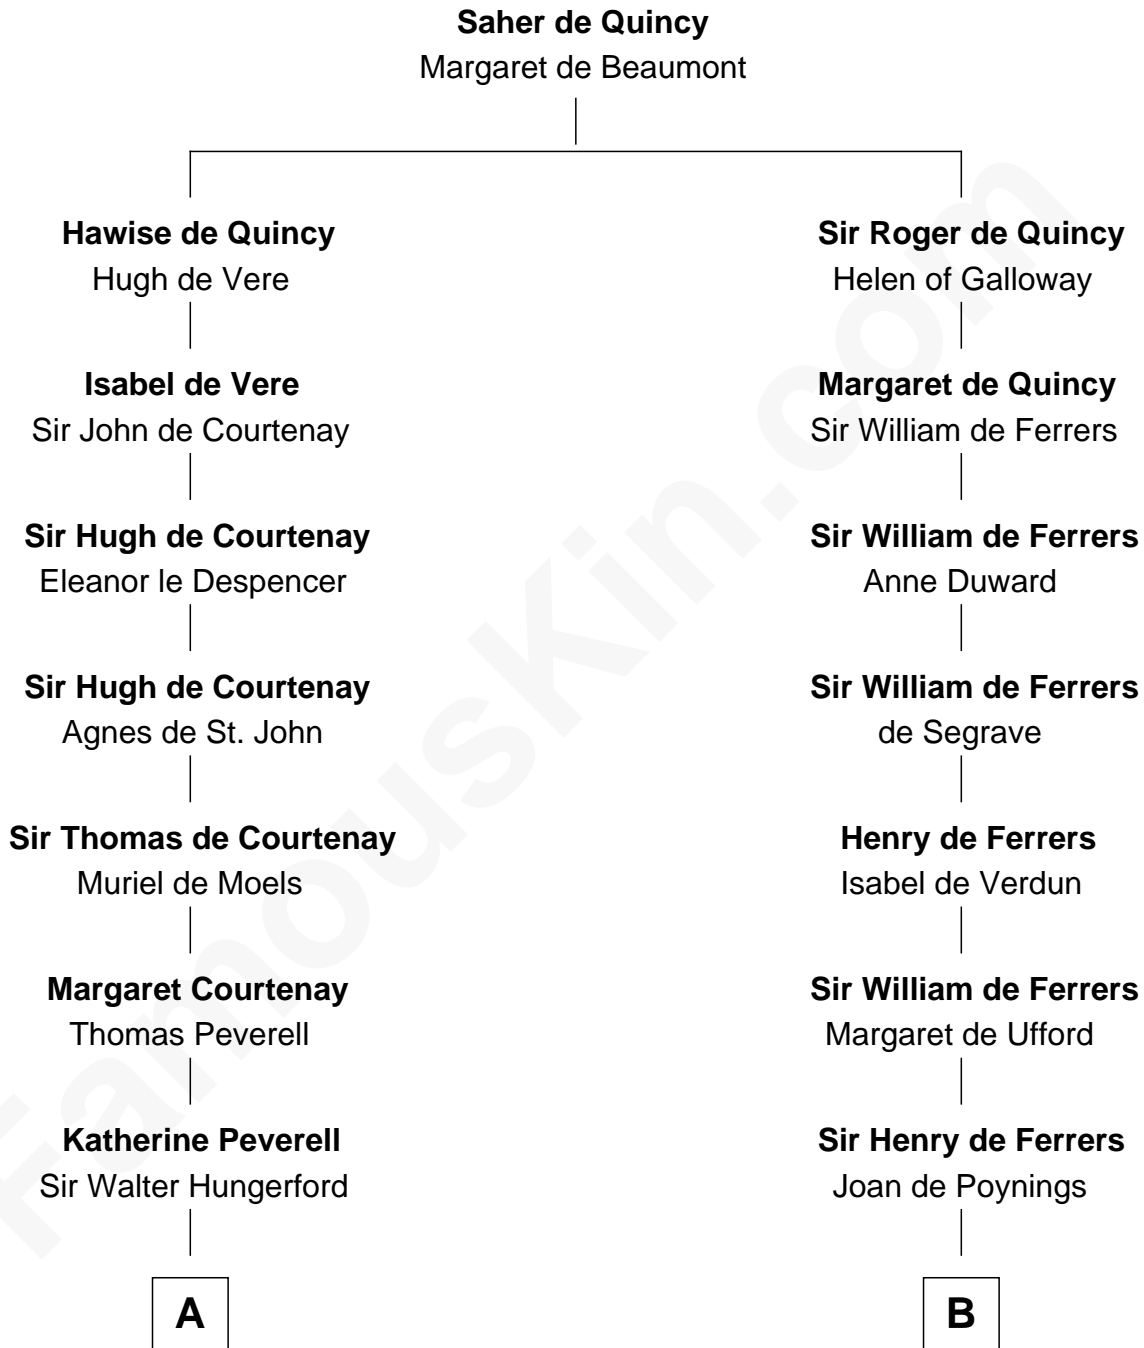 Saher de Quincy
Margaret de Beaumont
Hawise de Quincy
Hugh de Vere
Isabel de Vere
Sir John de Courtenay
Sir Hugh de Courtenay
Eleanor le Despencer
Sir Hugh de Courtenay
Agnes de St. John
Sir Thomas de Courtenay
Muriel de Moels
Margaret Courtenay
Thomas Peverell
Katherine Peverell
Sir Walter Hungerford
A
Sir Roger de Quincy
Helen of Galloway
Margaret de Quincy
Sir William de Ferrers
Sir William de Ferrers
Anne Duward
Sir William de Ferrers
de Segrave
Henry de Ferrers
Isabel de Verdun
Sir William de Ferrers
Margaret de Ufford
Sir Henry de Ferrers
Joan de Poynings
B
FamousKin.com